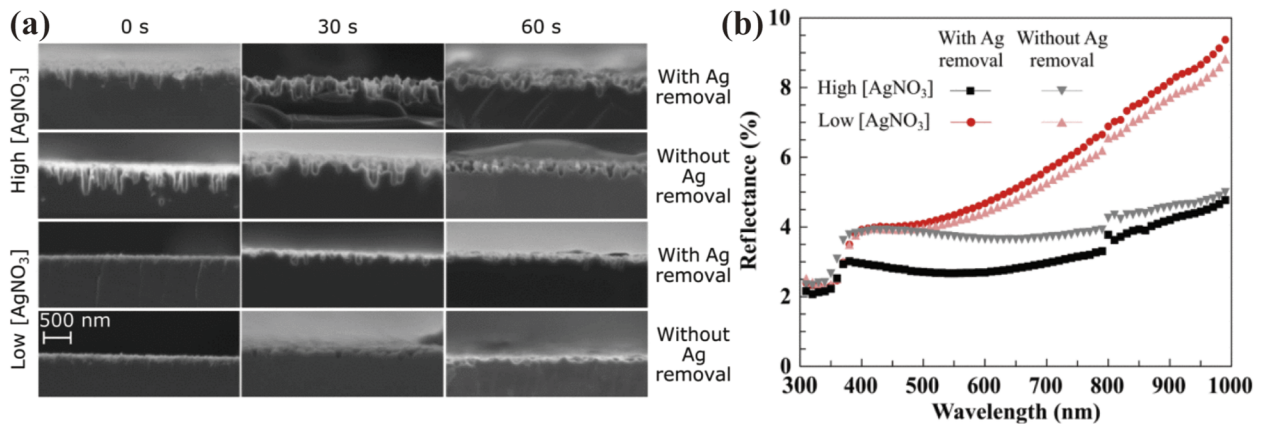 (a)
0 s
30 s
60 s
High [AgNO3]
With Ag
removal
Without
Ag
removal
Low [AgNO3]
With Ag
removal
500 nm
Without
Ag
removal
(b)
10
8
6
4
2
0
Reflectance (%)
With Ag
removal
Without Ag
removal
High [AgNO3]
Low [AgNO3]
300 400 500 600 700 800 900 1000
Wavelength (nm)